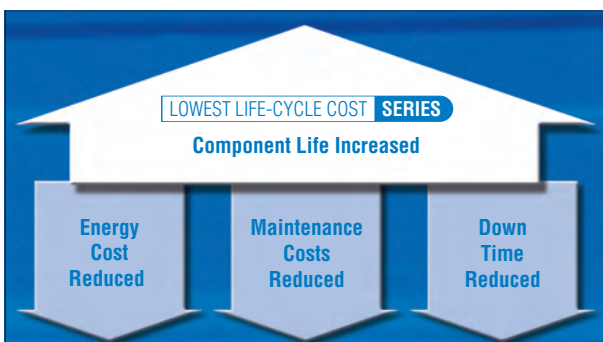 LOWEST LIFE-CYCLE COST SERIES
Component Life Increased
Energy
Cost
Reduced
Maintenance
Costs
Reduced
Down
Time
Reduced